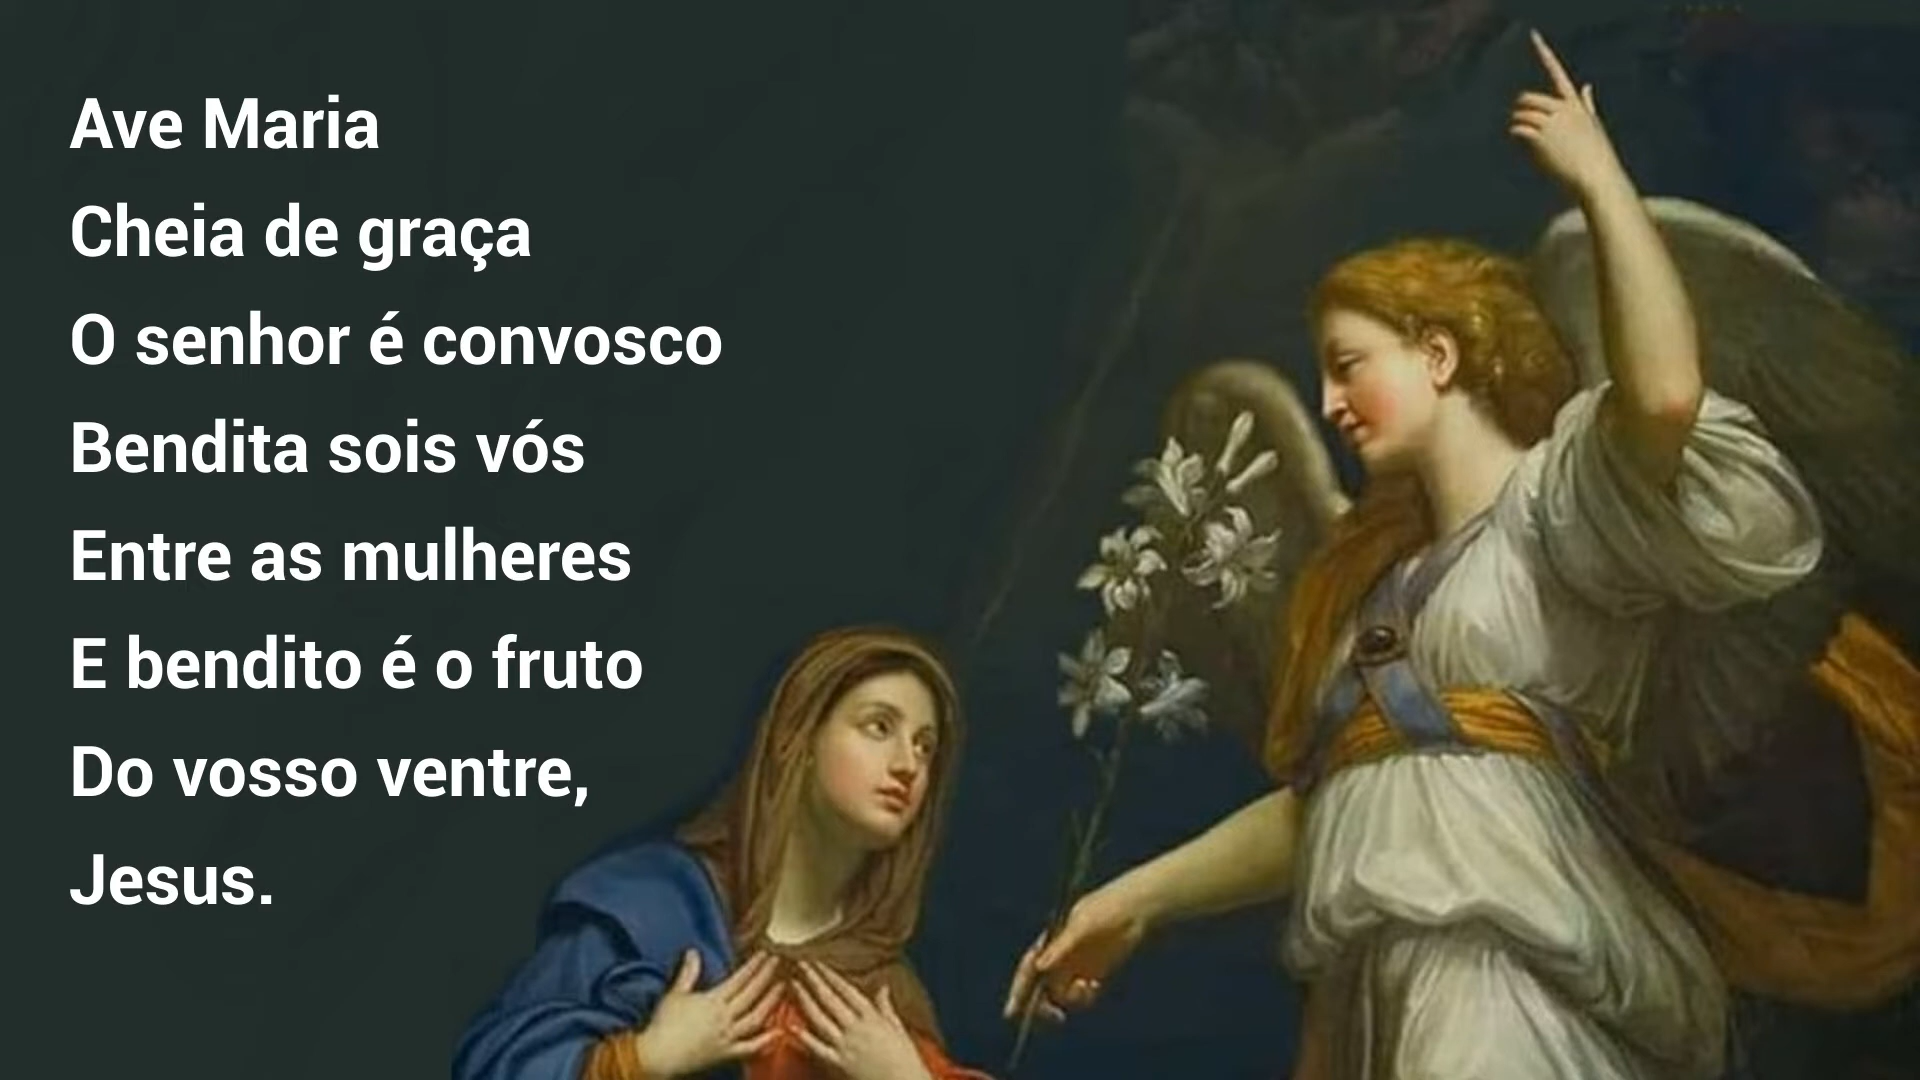 Ave Maria
Cheia de graça
O senhor é convosco
Bendita sois vós
Entre as mulheres
E bendito é o fruto
Do vosso ventre,
Jesus.